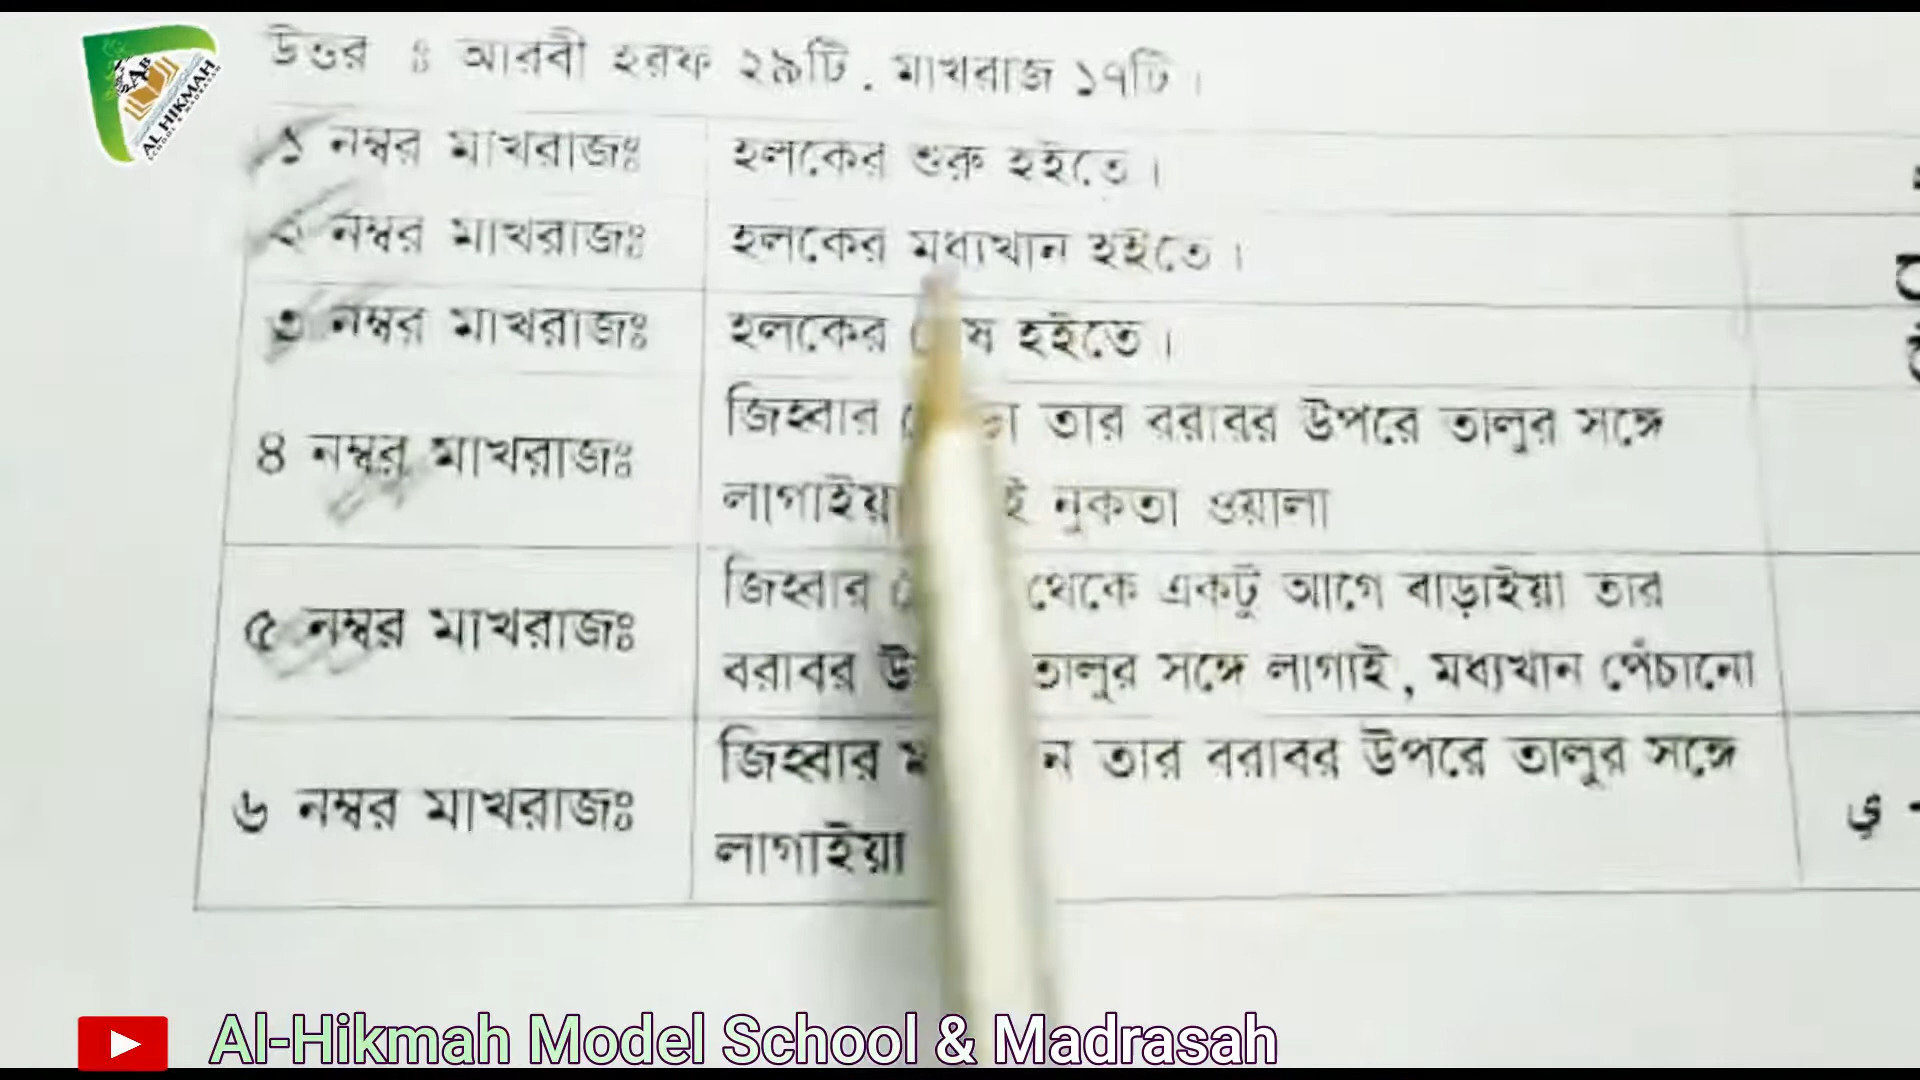 AL HIKMAH
উত্তর ঃ আরবী হরফ ২৯টি. মাখরাজ ১৭টি।
১ নম্বর মাখরাজঃ হলকের শুরু হইতে।
২ নম্বর মাখরাজঃ হলকের মধ্যখান হইতে।
৩ নম্বর মাখরাজঃ হলকের হইতে।
জিহ্বার তার বরাবর উপরে তালুর সঙ্গে
৪ নম্বর মাখরাজঃ
লাগাইয়া নুকতা ওয়ালা
জিহ্বার থেকে একটু আগে বাড়াইয়া তার
৫ নম্বর মাখরাজঃ
বরাবর তালুর সঙ্গে লাগাই, মধ্যখান পেঁচানো
জিহ্বার তার বরাবর উপরে তালুর সঙ্গে
৬ নম্বর মাখরাজঃ
লাগাইয়া
Al-Hikmah Model School & Madrasah